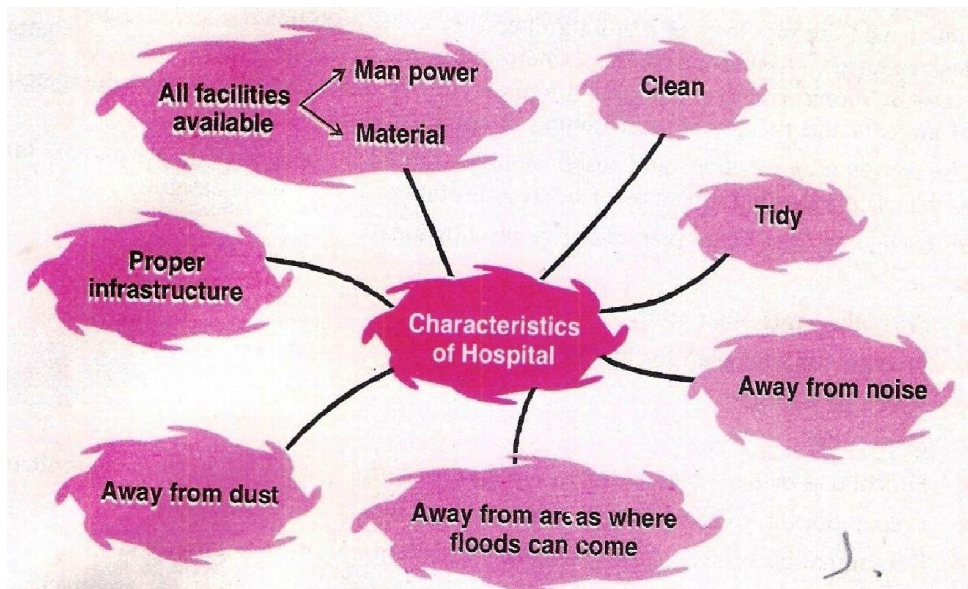 All facilities
available
Man power
Material
Clean
Tidy
Proper
infrastructure
Characteristics
of Hospital
Away from noise
Away from dust
Away from areas where
floods can come